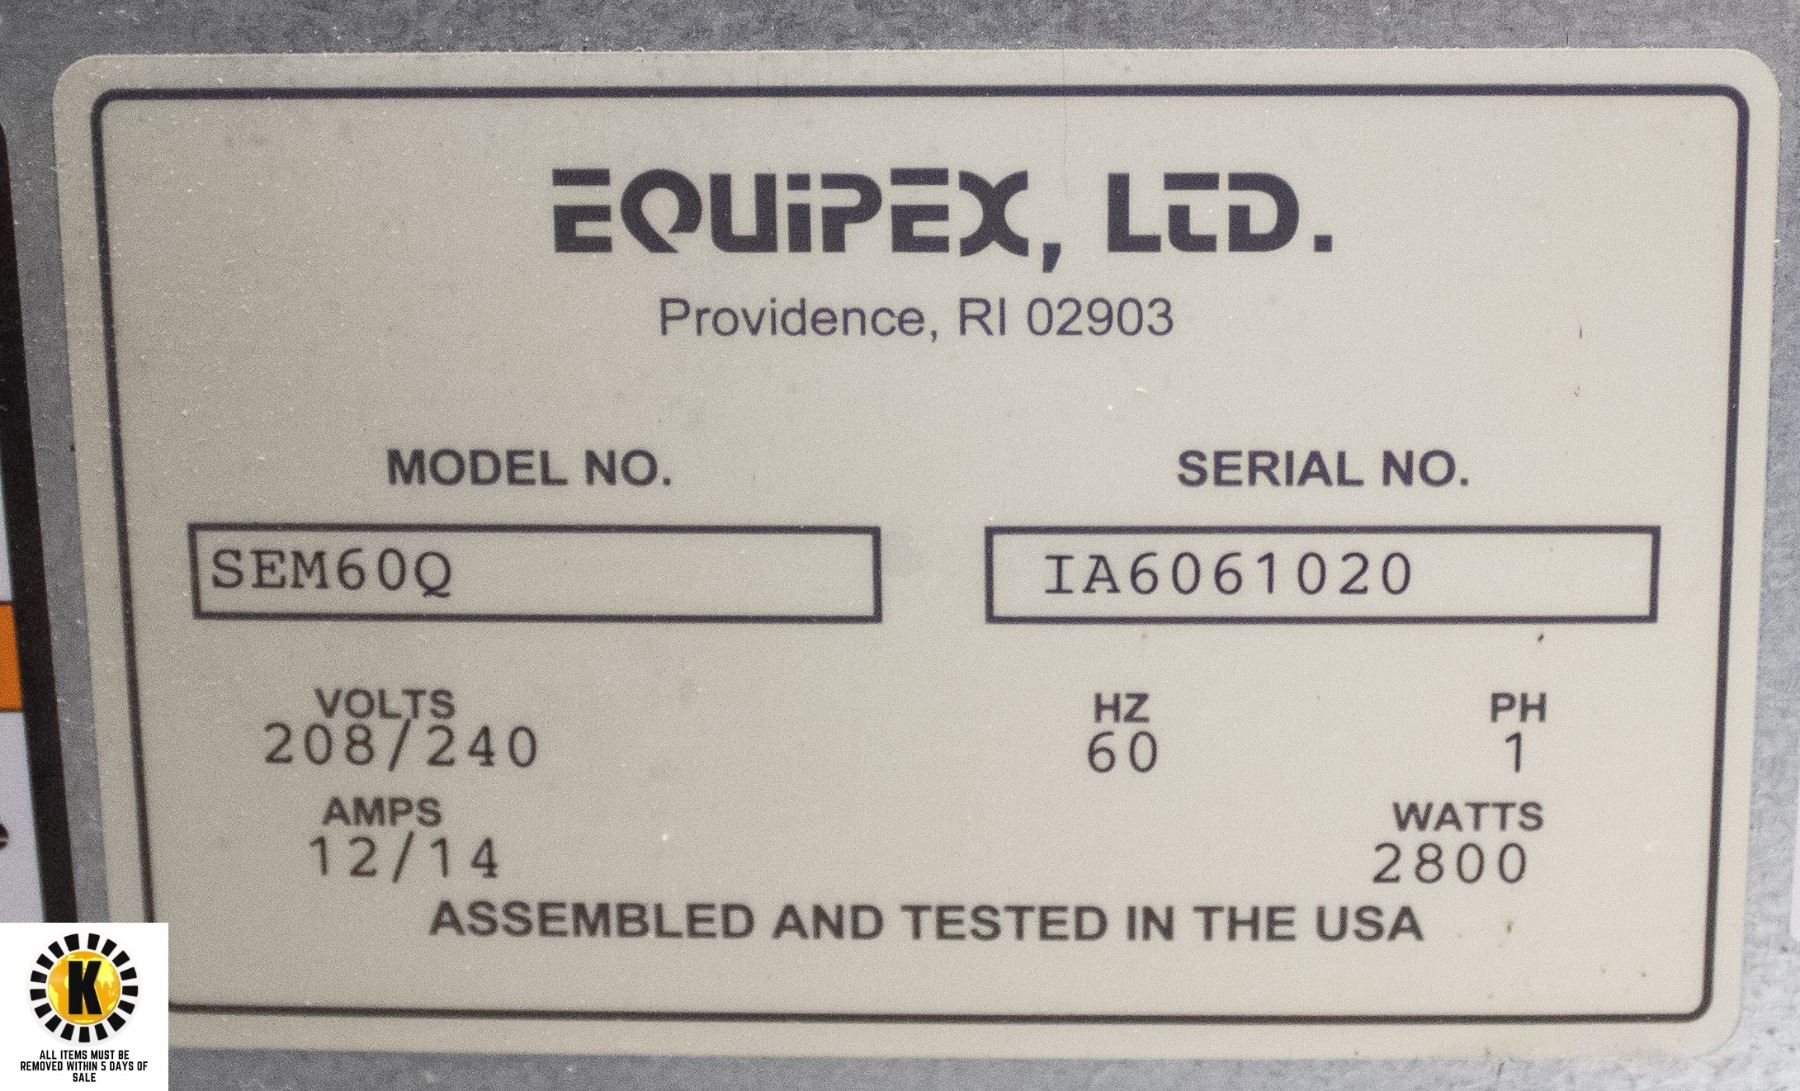 EQUiPEX, LTD.
Providence, RI 02903
MODEL NO.
SERIAL NO.
SEM60Q
IA6061020
VOLTS
HZ
PH
208/240
60
1
AMPS
WATTS
12/14
2800
ASSEMBLED AND TESTED IN THE USA
K
ALL ITEMS MUST BE
REMOVED WITHIN 5 DAYS OF
SALE